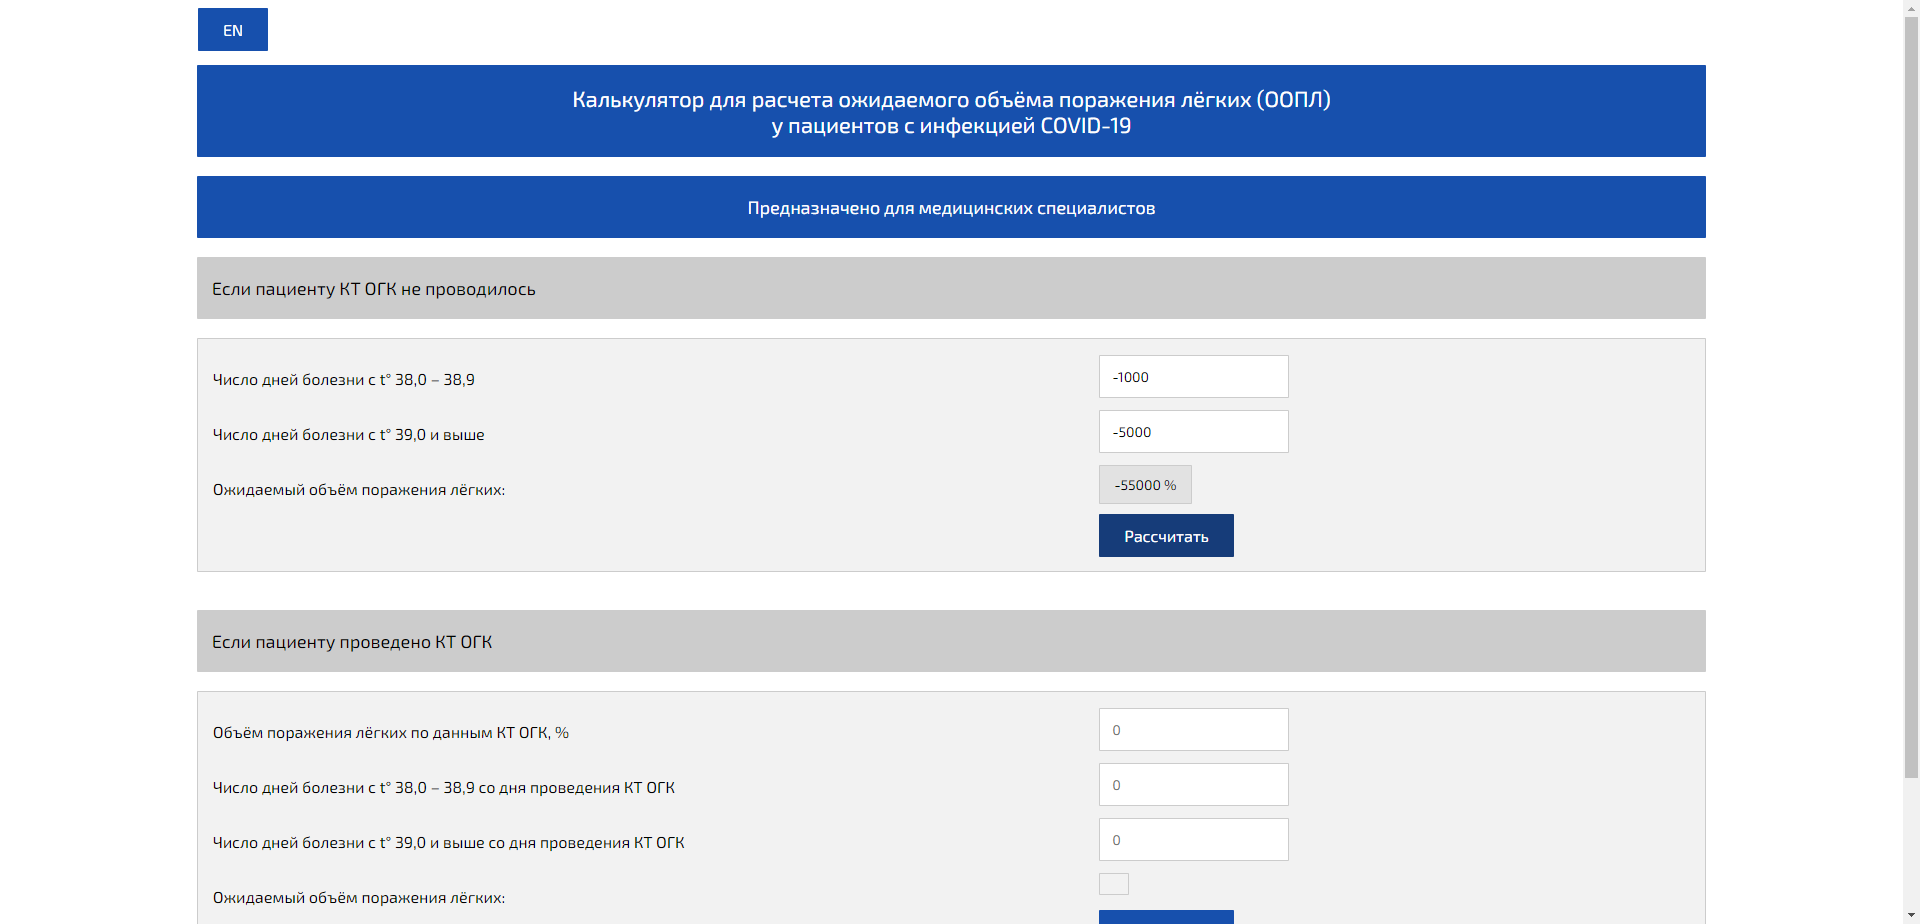 EN
Калькулятор для расчета ожидаемого объёма поражения лёгких (ООПЛ)
у пациентов с инфекцией COVID-19
Предназначено для медицинских специалистов
Если пациенту КТ ОГК не проводилось
Число дней болезни с t° 38,0 – 38,9
-1000
Число дней болезни с t° 39,0 и выше
-5000
Ожидаемый объём поражения лёгких:
-55000 %
Рассчитать
Если пациенту проведено КТ ОГК
Объём поражения лёгких по данным КТ ОГК, %
0
Число дней болезни с t° 38,0 – 38,9 со дня проведения КТ ОГК
0
Число дней болезни с t° 39,0 и выше со дня проведения КТ ОГК
0
Ожидаемый объём поражения лёгких: